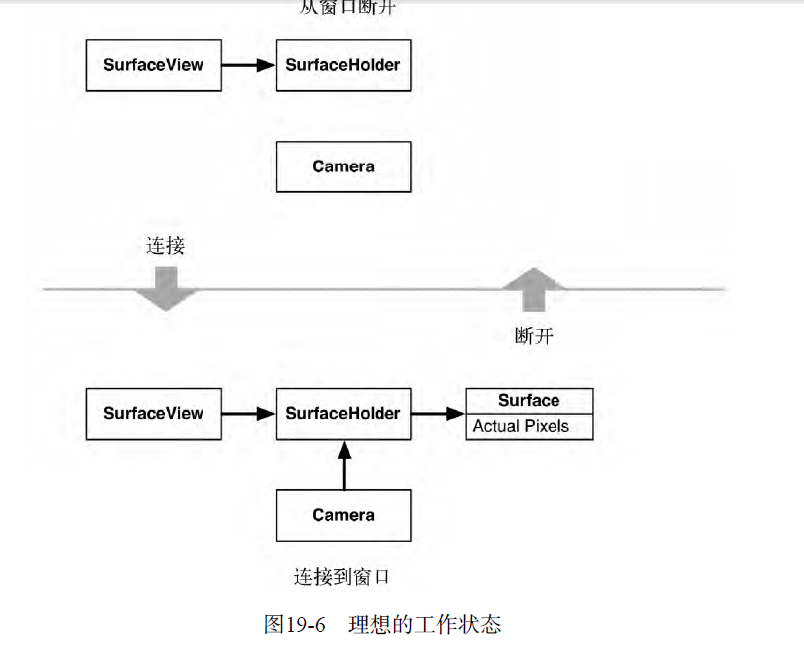 从窗口断开
SurfaceView
SurfaceHolder
Camera
连接
断开
SurfaceView
SurfaceHolder
Surface
Actual Pixels
Camera
连接到窗口
图19-6 理想的工作状态